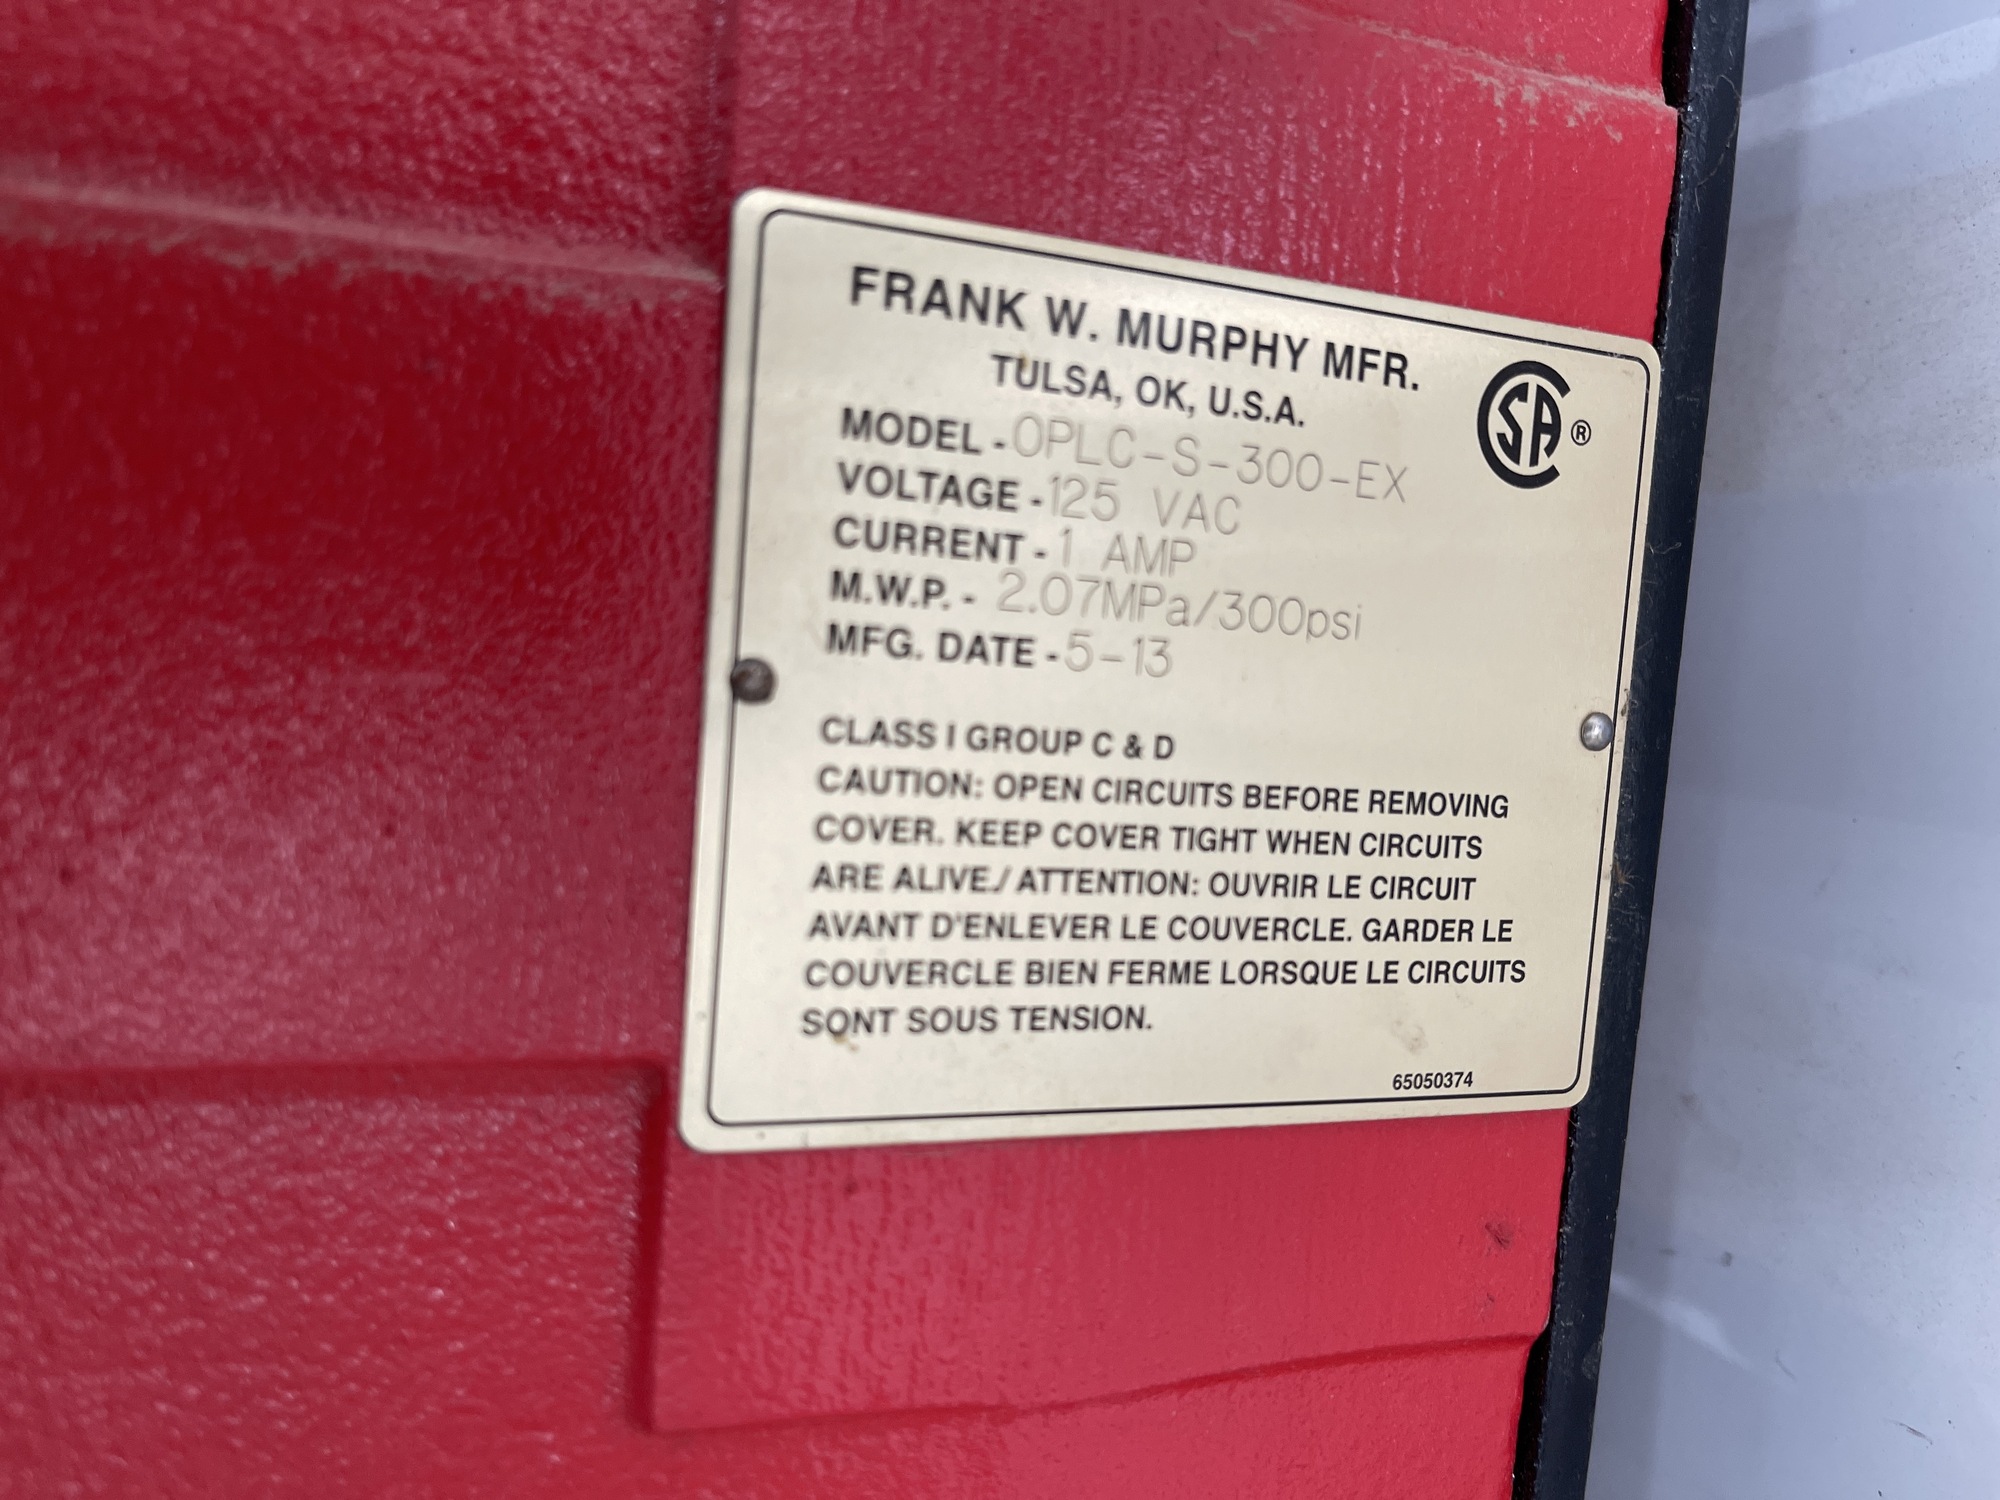 FRANK W. MURPHY MFR.
TULSA, OK, U.S.A.
MODEL - OPLC-S-300-EX
VOLTAGE - 125 VAC
CURRENT - 1 AMP
M.W.P. - 2.07MPa/300psi
MFG. DATE - 5-13
CSA®
CLASS I GROUP C & D
CAUTION: OPEN CIRCUITS BEFORE REMOVING
COVER. KEEP COVER TIGHT WHEN CIRCUITS
ARE ALIVE./ ATTENTION: OUVRIR LE CIRCUIT
AVANT D'ENLEVER LE COUVERCLE. GARDER LE
COUVERCLE BIEN FERME LORSQUE LE CIRCUITS
SONT SOUS TENSION.
65050374